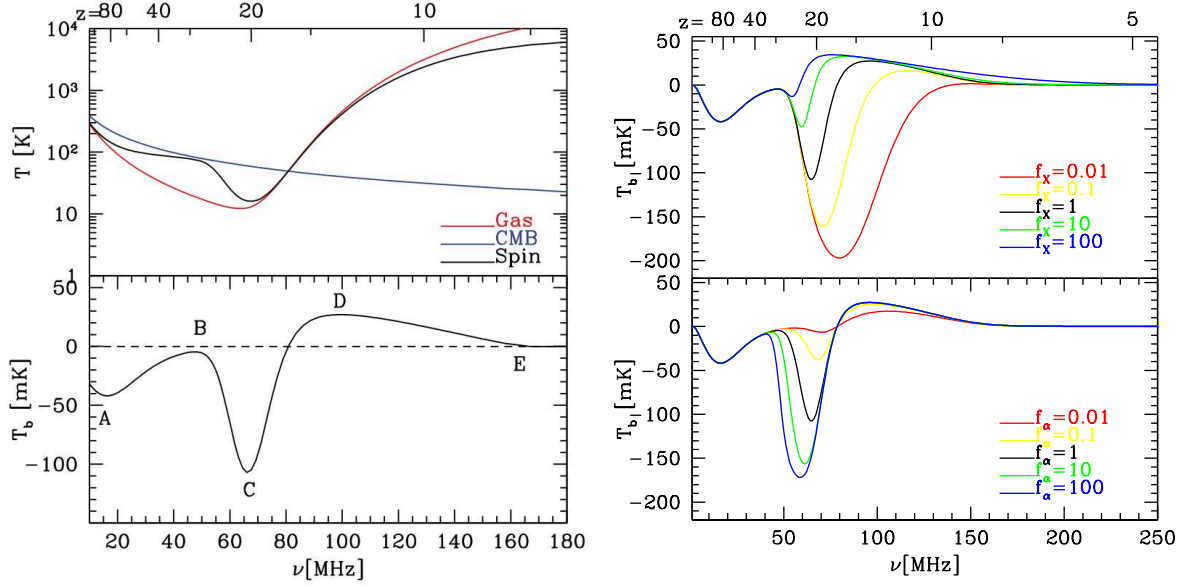 z= 80 40 20 10
T [K]
10⁴
10³
10²
10
1
Gas
CMB
Spin
T_b [mK]
50
0
−50
−100
A
B
C
D
E
20 40 60 80 100 120 140 160 180
ν[MHz]
z= 80 40 20 10 5
T_b| [mK]
50
0
−50
−100
−150
−200
f_X=0.01
f_X=0.1
f_X=1
f_X=10
f_X=100
T_b| [mK]
50
0
−50
−100
−150
−200
f_α=0.01
f_α=0.1
f_α=1
f_α=10
f_α=100
50 100 150 200 250
ν[MHz]